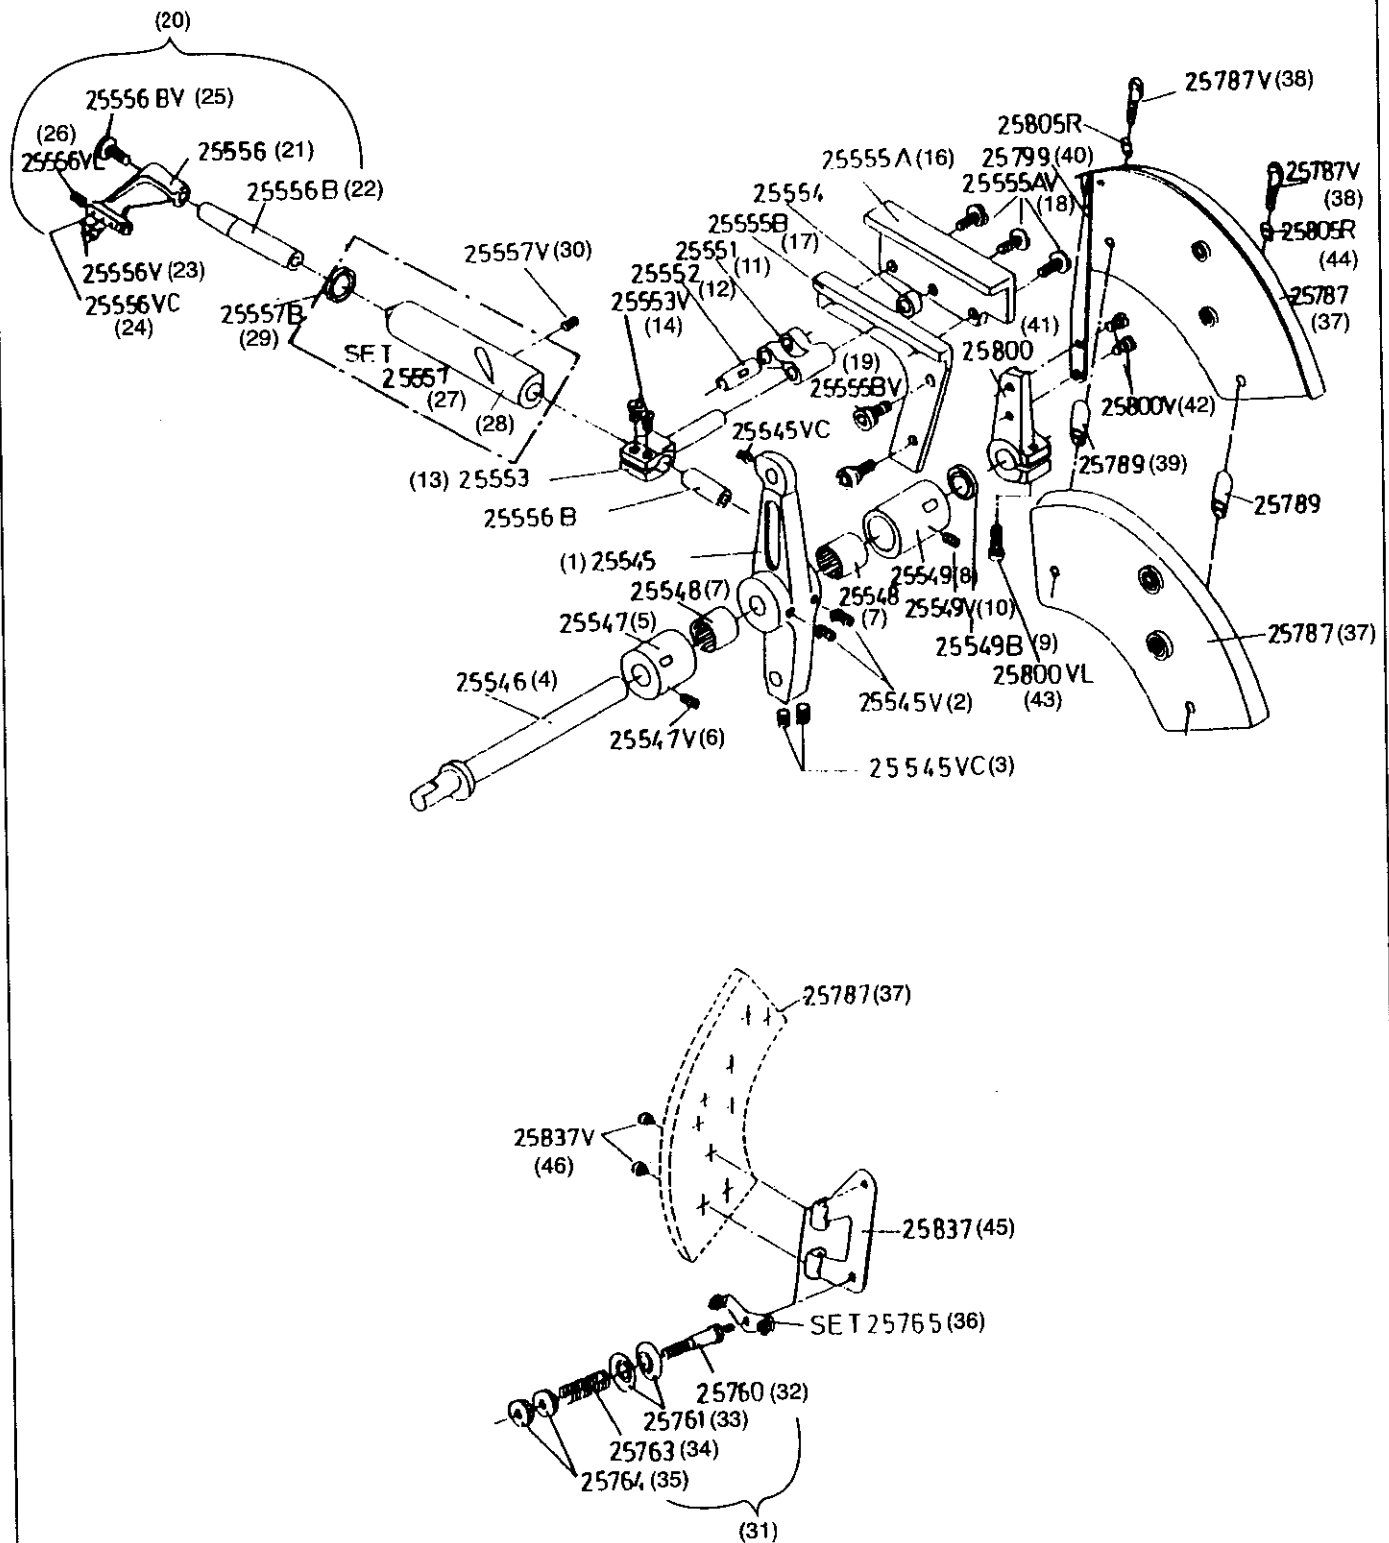 (20)
25556 BV (25)
(26)
25556VL
25556 (21)
25556B (22)
25556V (23)
25556VC
(24)
25557B
(29)
SET
25557
(27)
(28)
25557V (30)
25787V (38)
25805R
25799 (40)
25555A (16)
25555AV
(18)
25554
25555B
(17)
25551
(11)
25552
(12)
25553V
(14)
25787V
(38)
25805R
(44)
25787
(37)
(41)
25800
(19)
25555BV
25800V (42)
25545VC
(13) 25553
25556 B
25789 (39)
25789
(1) 25545
25548 (7)
25547 (5)
25546 (4)
25547V (6)
25549 (8)
25548
(7)
25549V (10)
25549B (9)
25800 VL
(43)
25545V (2)
25545VC (3)
25787 (37)
25787 (37)
25837V
(46)
25837 (45)
SET 25765 (36)
25760 (32)
25761 (33)
25763 (34)
25764 (35)
(31)